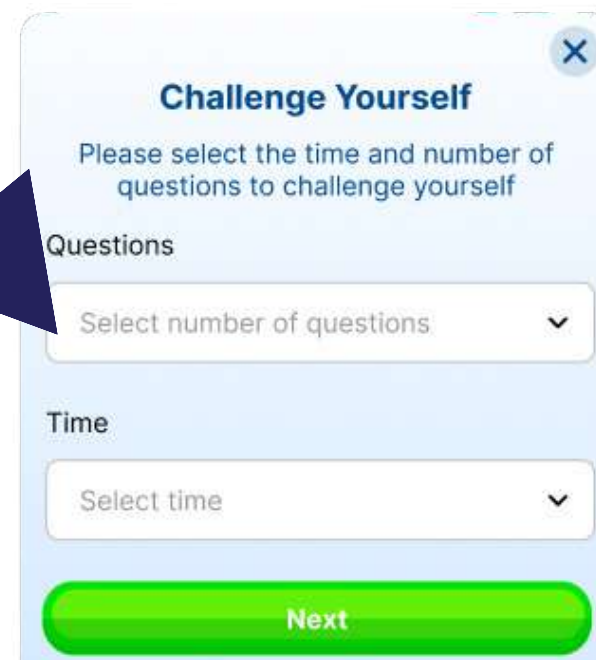 Challenge Yourself
Please select the time and number of
questions to challenge yourself
Questions
Select number of questions
Time
Select time
Next